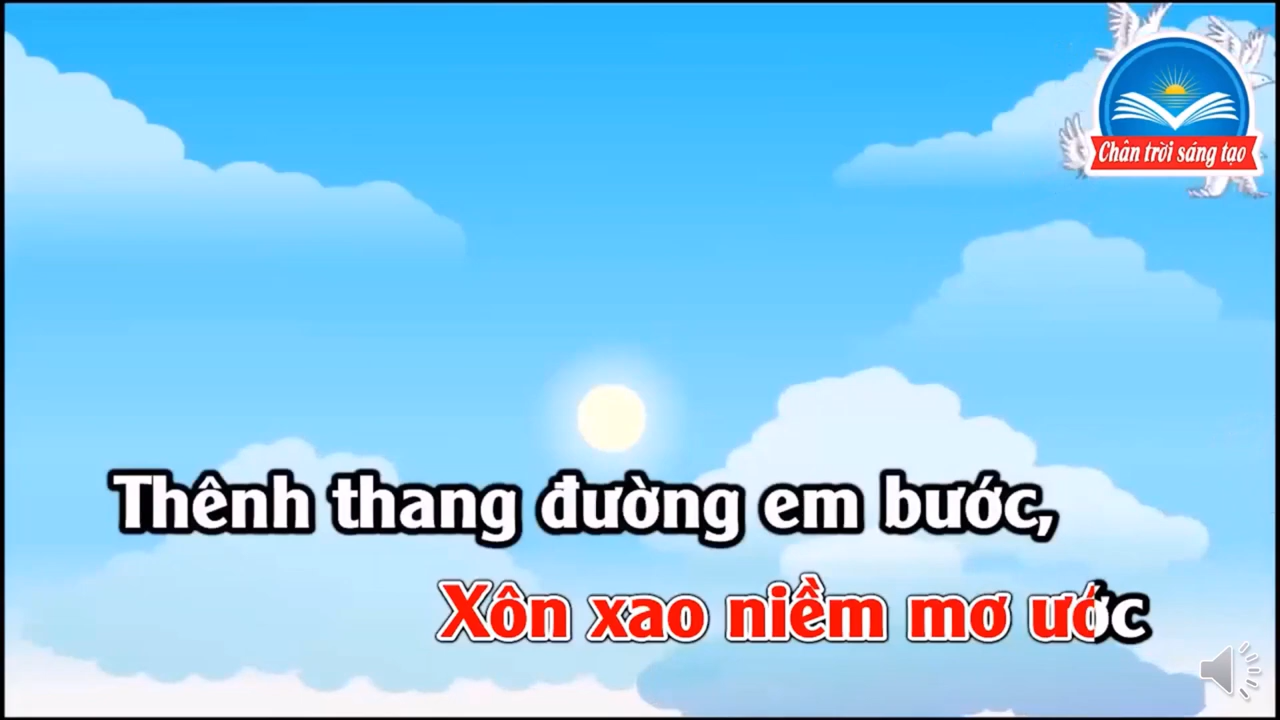 Chân trời sáng tạo
Thênh thang đường em bước,
Xôn xao niềm mơ ước